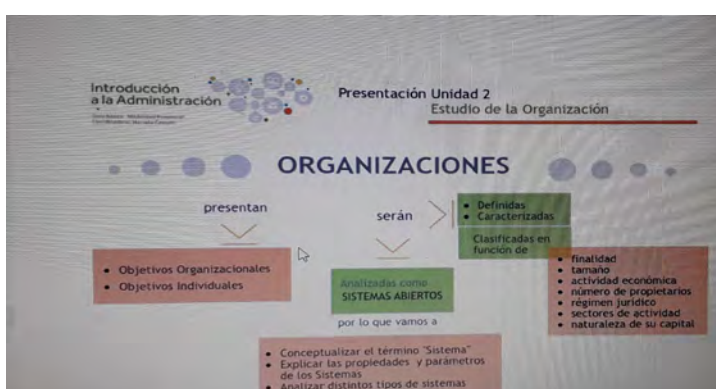 Introducción
a la Administración
Presentación Unidad 2
Estudio de la Organización
ORGANIZACIONES
presentan
• Objetivos Organizacionales
• Objetivos Individuales
serán
• Definidas
• Caracterizadas
Clasificadas en
función de
• finalidad
• tamaño
• actividad económica
• número de propietarios
• régimen jurídico
• sectores de actividad
• naturaleza de su capital
Analizadas como
SISTEMAS ABIERTOS
por lo que vamos a
• Conceptualizar el término "Sistema"
• Explicar las propiedades y parámetros
de los Sistemas
• Analizar distintos tipos de sistemas